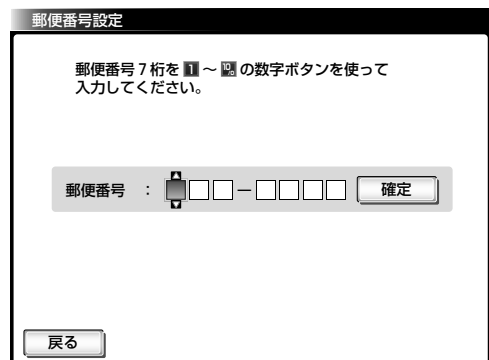 郵便番号設定
郵便番号7桁を 1 ～ 10 の数字ボタンを使って
入力してください。
郵便番号 ： － 確定
戻る